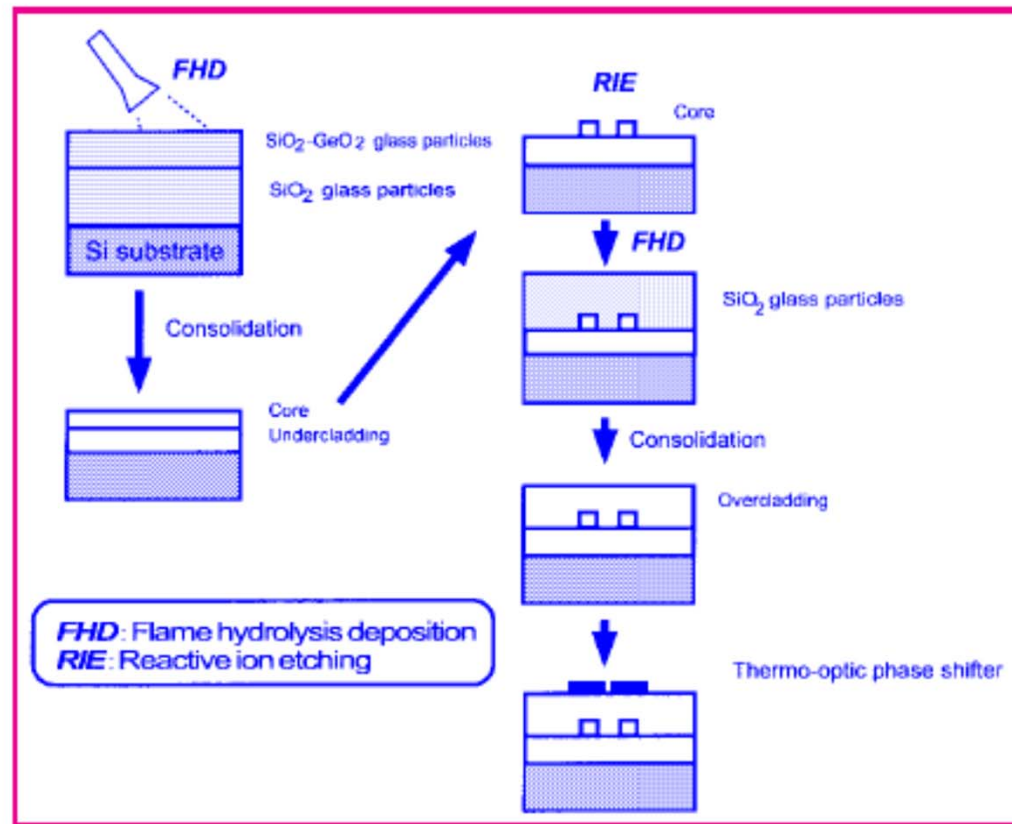 FHD
SiO2-GeO2 glass particles
SiO2 glass particles
Si substrate
Consolidation
Core
Undercladding
RIE
Core
FHD
SiO2 glass particles
Consolidation
Overcladding
Thermo-optic phase shifter
FHD: Flame hydrolysis deposition
RIE: Reactive ion etching